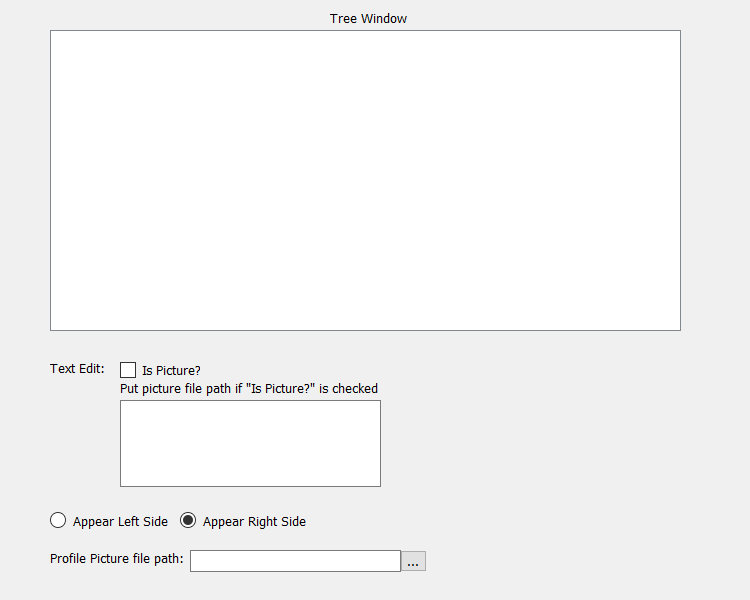 Tree Window
Text Edit:
Is Picture?
Put picture file path if "Is Picture?" is checked
Appear Left Side
Appear Right Side
Profile Picture file path:
...